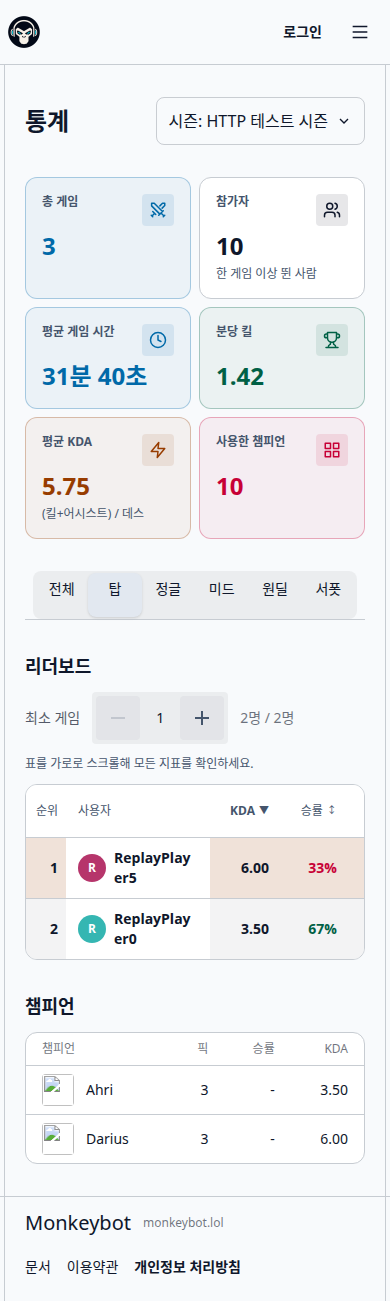 로그인
통계
시즌: HTTP 테스트 시즌
총 게임
3
참가자
10
한 게임 이상 뛴 사람
평균 게임 시간
31분 40초
분당 킬
1.42
평균 KDA
5.75
(킬+어시스트) / 데스
사용한 챔피언
10
전체 탑 정글 미드 원딜 서폿
리더보드
최소 게임 — 1 + 2명 / 2명
표를 가로로 스크롤해 모든 지표를 확인하세요.
순위 사용자 KDA ▼ 승률 ↕
1 R ReplayPlay
er5 6.00 33%
2 R ReplayPlay
er0 3.50 67%
챔피언
챔피언 픽 승률 KDA
Ahri 3 - 3.50
Darius 3 - 6.00
Monkeybot monkeybot.lol
문서 이용약관 개인정보 처리방침